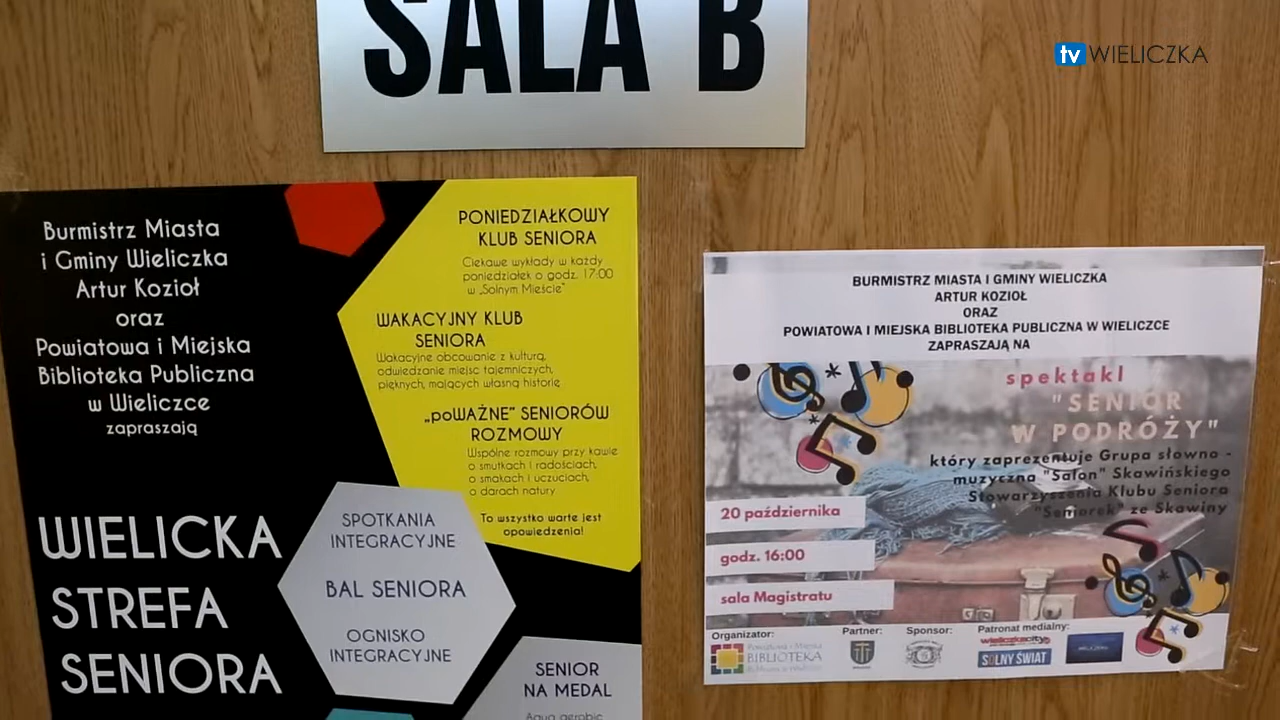 SALA B
tv WIELICZKA
Burmistrz Miasta
i Gminy Wieliczka
Artur Kozioł
oraz
Powiatowa i Miejska
Biblioteka Publiczna
w Wieliczce
zapraszają
WIELICKA
STREFA
SENIORA
PONIEDZIAŁKOWY
KLUB SENIORA
Ciekawe wykłady w każdy
poniedziałek o godz. 17:00
w „Solnym Mieście"
WAKACYJNY KLUB
SENIORA
Wakacyjne obcowanie z kulturą,
odwiedzanie miejsc tajemniczych,
pięknych, mających własną historię
„poWAŻNE" SENIORÓW
ROZMOWY
Wspólne rozmowy przy kawie
o smutkach i radościach,
o smakach i uczuciach,
o darach natury
To wszystko warte jest
opowiedzenia!
SPOTKANIA
INTEGRACYJNE
BAL SENIORA
OGNISKO
INTEGRACYJNE
SENIOR
NA MEDAL
Aqua aerobic
BURMISTRZ MIASTA I GMINY WIELICZKA
ARTUR KOZIOŁ
ORAZ
POWIATOWA I MIEJSKA BIBLIOTEKA PUBLICZNA W WIELICZCE
ZAPRASZAJĄ NA
spektakl
"SENIOR
W PODRÓŻY"
który zaprezentuje Grupa słowno -
muzyczna "Salon" Skawińskiego
Stowarzyszenia Klubu Seniora
"Seniorek" ze Skawiny
20 października
godz. 16:00
sala Magistratu
Organizator:
Powiatowa i Miejska
BIBLIOTEKA
Partner:
Sponsor:
Patronat medialny:
wieliczkacity
SOLNY ŚWIAT